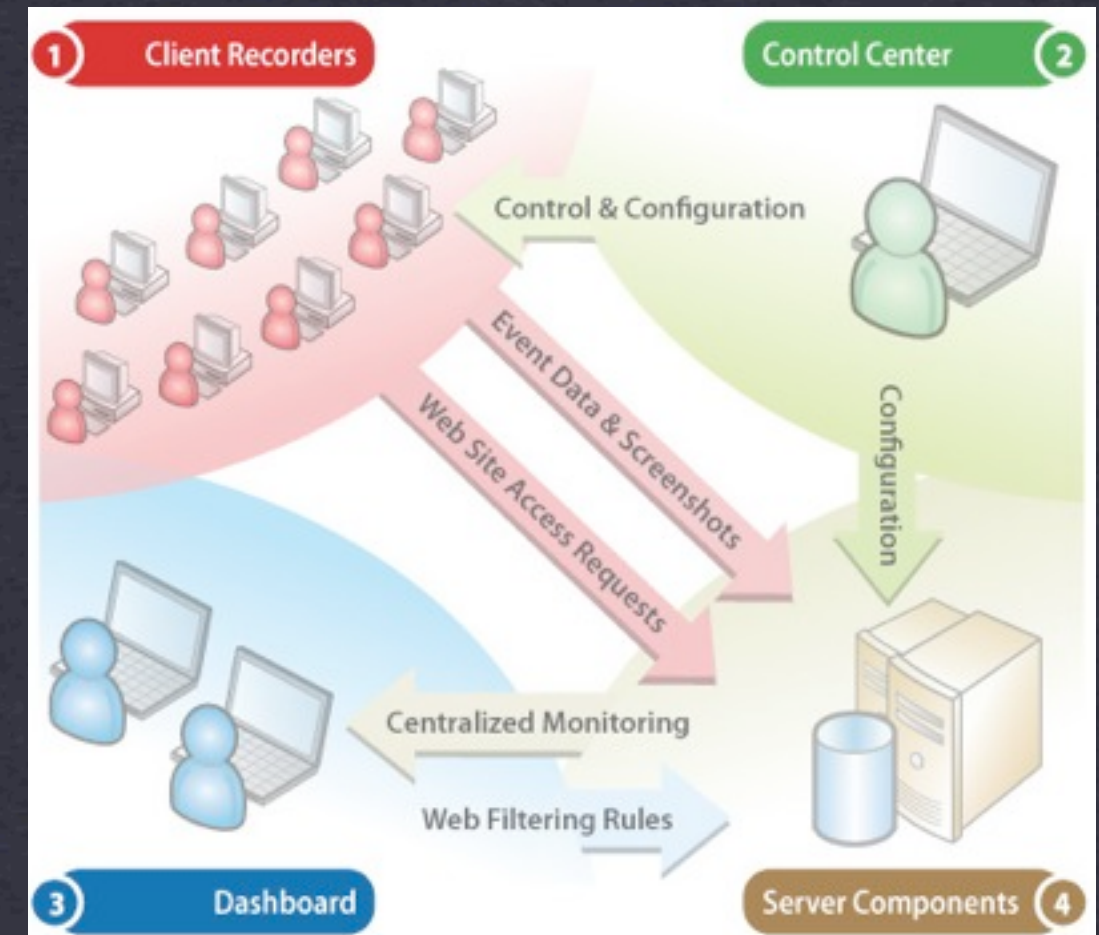 1 Client Recorders
Control Center 2
Control & Configuration
Event Data & Screenshots
Web Site Access Requests
Configuration
Centralized Monitoring
Web Filtering Rules
3 Dashboard
Server Components 4